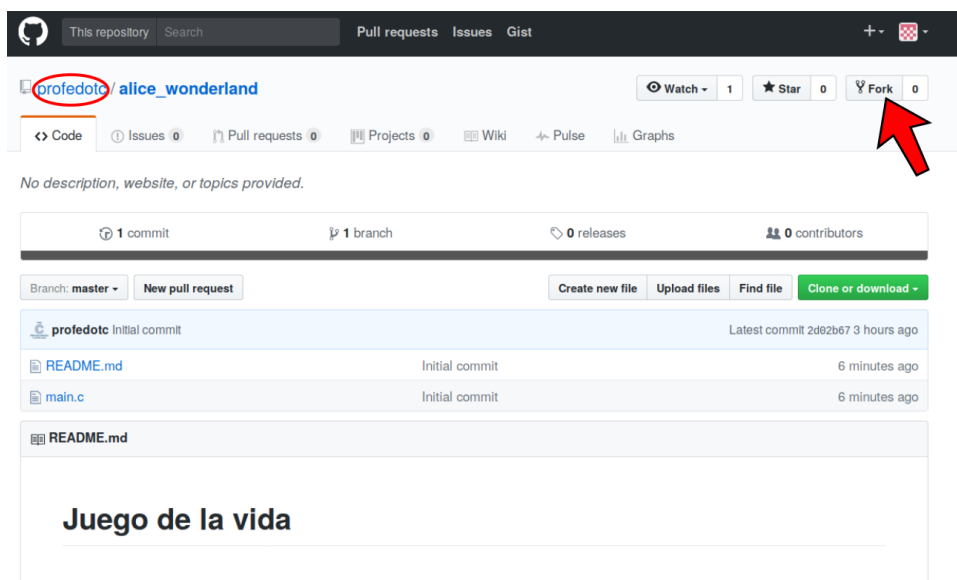 This repository Search Pull requests Issues Gist
profedotc / alice_wonderland Watch 1 Star 0 Fork 0
Code Issues 0 Pull requests 0 Projects 0 Wiki Pulse Graphs
No description, website, or topics provided.
1 commit 1 branch 0 releases 0 contributors
Branch: master New pull request Create new file Upload files Find file Clone or download
profedotc Initial commit Latest commit 2d02b67 3 hours ago
README.md Initial commit 6 minutes ago
main.c Initial commit 6 minutes ago
README.md
Juego de la vida